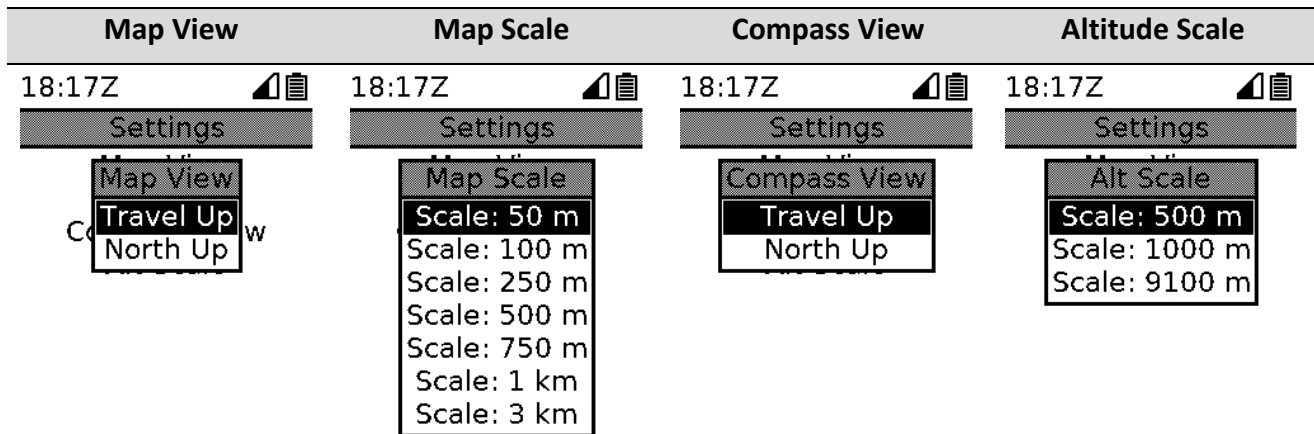 Map View Map Scale Compass View Altitude Scale
18:17Z 18:17Z 18:17Z 18:17Z
Settings Settings Settings Settings
Map View Map Scale Compass View Alt Scale
Travel Up Scale: 50 m Travel Up Scale: 500 m
North Up Scale: 100 m North Up Scale: 1000 m
Scale: 250 m Scale: 9100 m
Scale: 500 m
Scale: 750 m
Scale: 1 km
Scale: 3 km